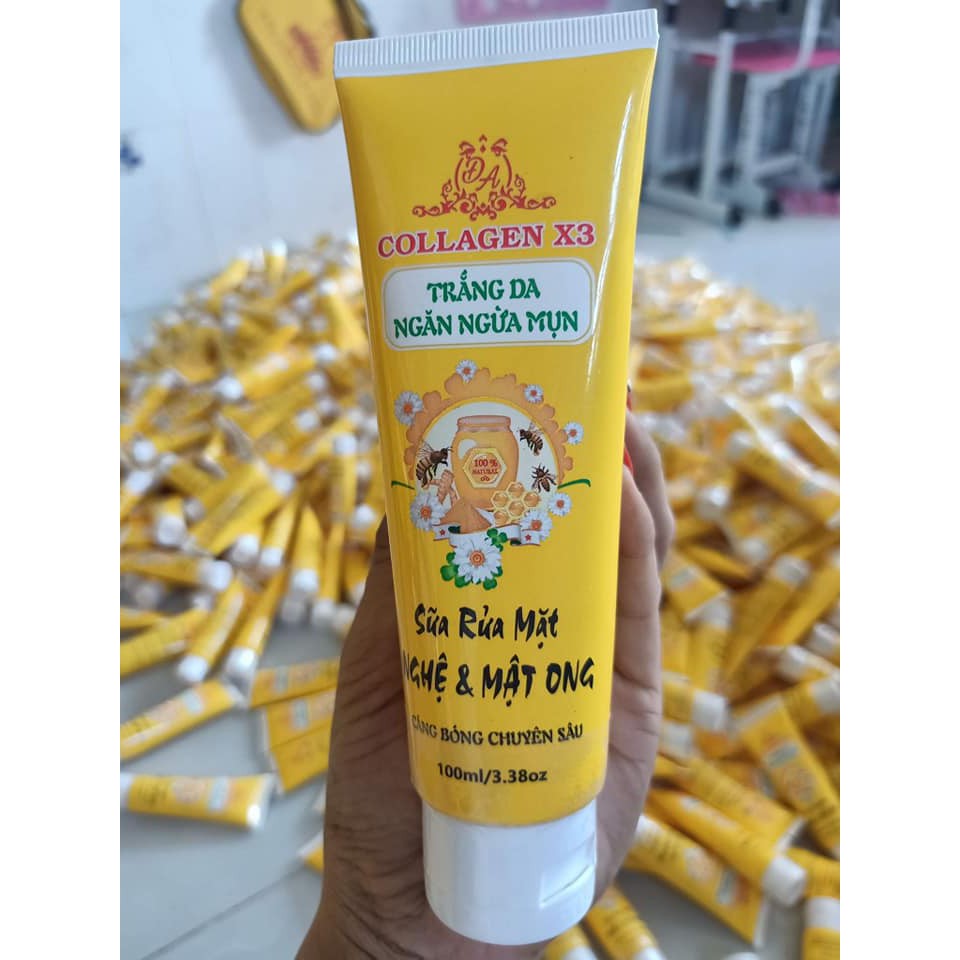 ĐA
COLLAGEN X3
TRẮNG DA
NGĂN NGỪA MỤN
100 %
NATURAL
Sữa Rửa Mặt
NGHỆ & MẬT ONG
CĂNG BÓNG CHUYÊN SÂU
100ml/3.38oz